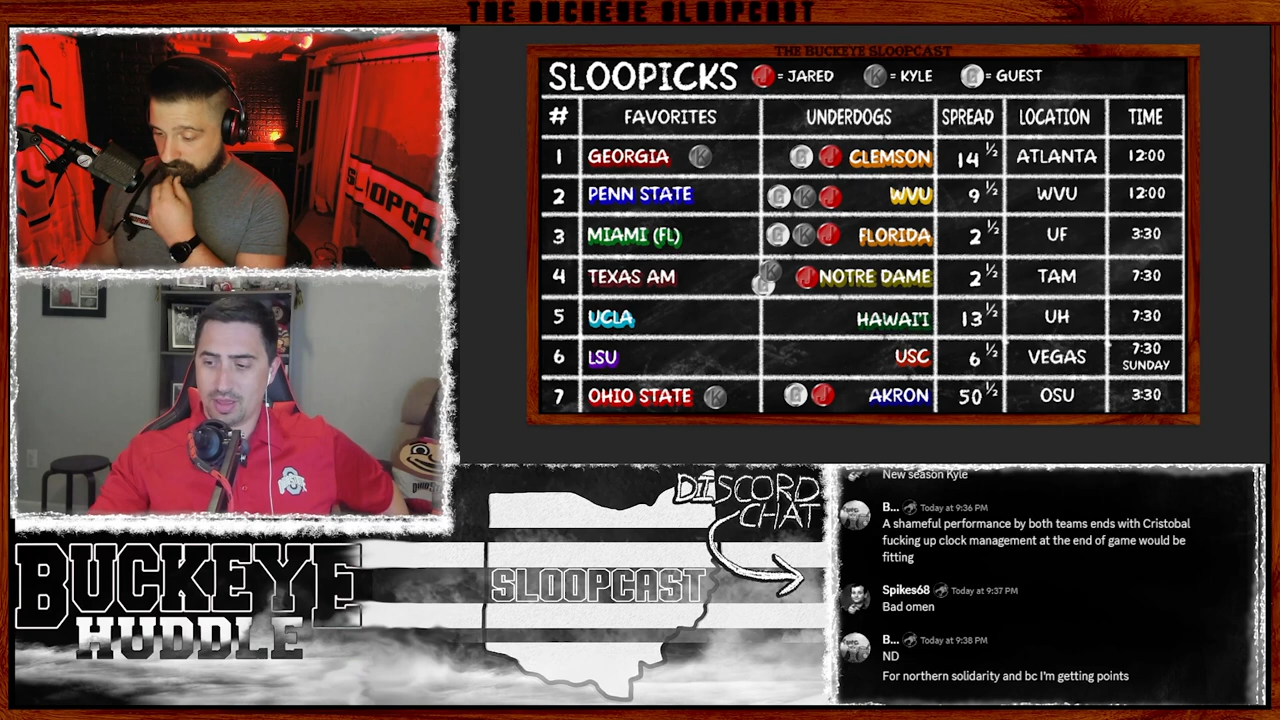 THE BUCKEYE SLOOPCAST
THE BUCKEYE SLOOPCAST
SLOOPICKS J = JARED K = KYLE G = GUEST
# FAVORITES UNDERDOGS SPREAD LOCATION TIME
1 GEORGIA K G J CLEMSON 14 1/2 ATLANTA 12:00
2 PENN STATE G K J WVU 9 1/2 WVU 12:00
3 MIAMI (FL) G K J FLORIDA 2 1/2 UF 3:30
4 TEXAS AM K G J NOTRE DAME 2 1/2 TAM 7:30
5 UCLA HAWAI'I 13 1/2 UH 7:30
6 LSU USC 6 1/2 VEGAS 7:30 SUNDAY
7 OHIO STATE K G J AKRON 50 1/2 OSU 3:30
SLOOPCA
BUCKEYE
HUDDLE
SLOOPCAST
DISCORD
CHAT
New season Kyle
B... Today at 9:36 PM
A shameful performance by both teams ends with Cristobal
fucking up clock management at the end of game would be
fitting
Spikes68 Today at 9:37 PM
Bad omen
B... Today at 9:38 PM
ND
For northern solidarity and bc I'm getting points